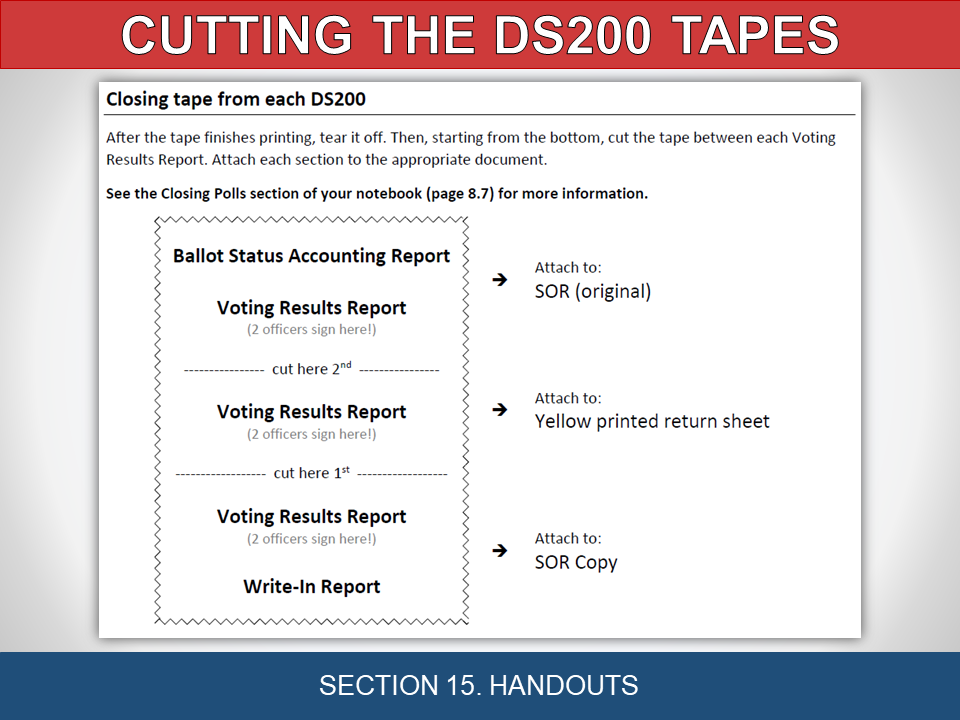 CUTTING THE DS200 TAPES
Closing tape from each DS200
After the tape finishes printing, tear it off. Then, starting from the bottom, cut the tape between each Voting
Results Report. Attach each section to the appropriate document.
See the Closing Polls section of your notebook (page 8.7) for more information.
Ballot Status Accounting Report
Voting Results Report
(2 officers sign here!)
➔ Attach to:
SOR (original)
---------------- cut here 2nd ----------------
Voting Results Report
(2 officers sign here!)
➔ Attach to:
Yellow printed return sheet
------------------ cut here 1st ------------------
Voting Results Report
(2 officers sign here!)
Write-In Report
➔ Attach to:
SOR Copy
SECTION 15. HANDOUTS